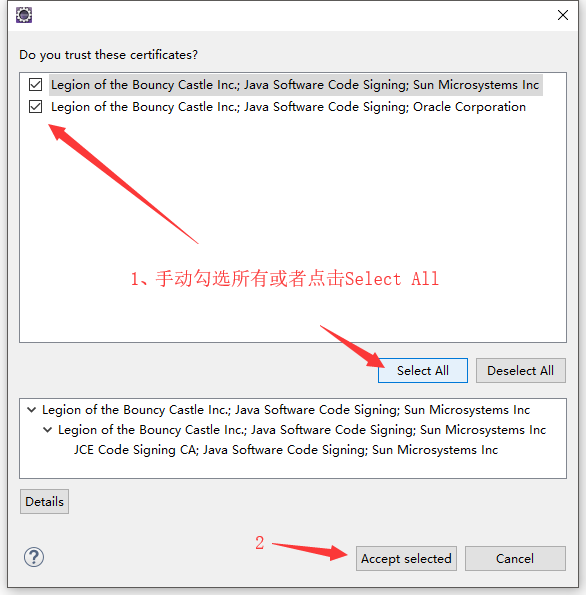 Do you trust these certificates?
Legion of the Bouncy Castle Inc.; Java Software Code Signing; Sun Microsystems Inc
Legion of the Bouncy Castle Inc.; Java Software Code Signing; Oracle Corporation
1、手动勾选所有或者点击Select All
Select All
Deselect All
Legion of the Bouncy Castle Inc.; Java Software Code Signing; Sun Microsystems Inc
Legion of the Bouncy Castle Inc.; Java Software Code Signing; Sun Microsystems Inc
JCE Code Signing CA; Java Software Code Signing; Sun Microsystems Inc
Details
2
?
Accept selected
Cancel